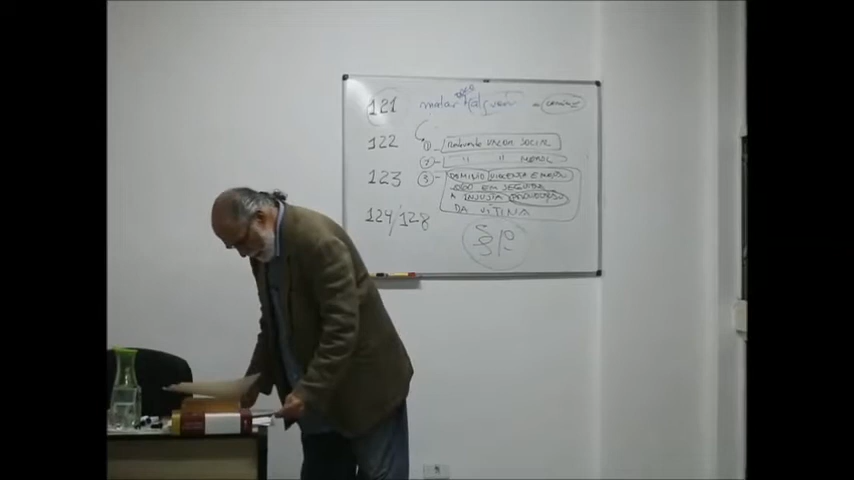 121 matar alguém
122
① relevante VALOR SOCIAL
② " " MORAL
123 ③ DOMINIO VIOLENTA EMOÇÃO
LOGO EM SEGUIDA
A INJUSTA PROVOCAÇÃO
124/128 DA VÍTIMA